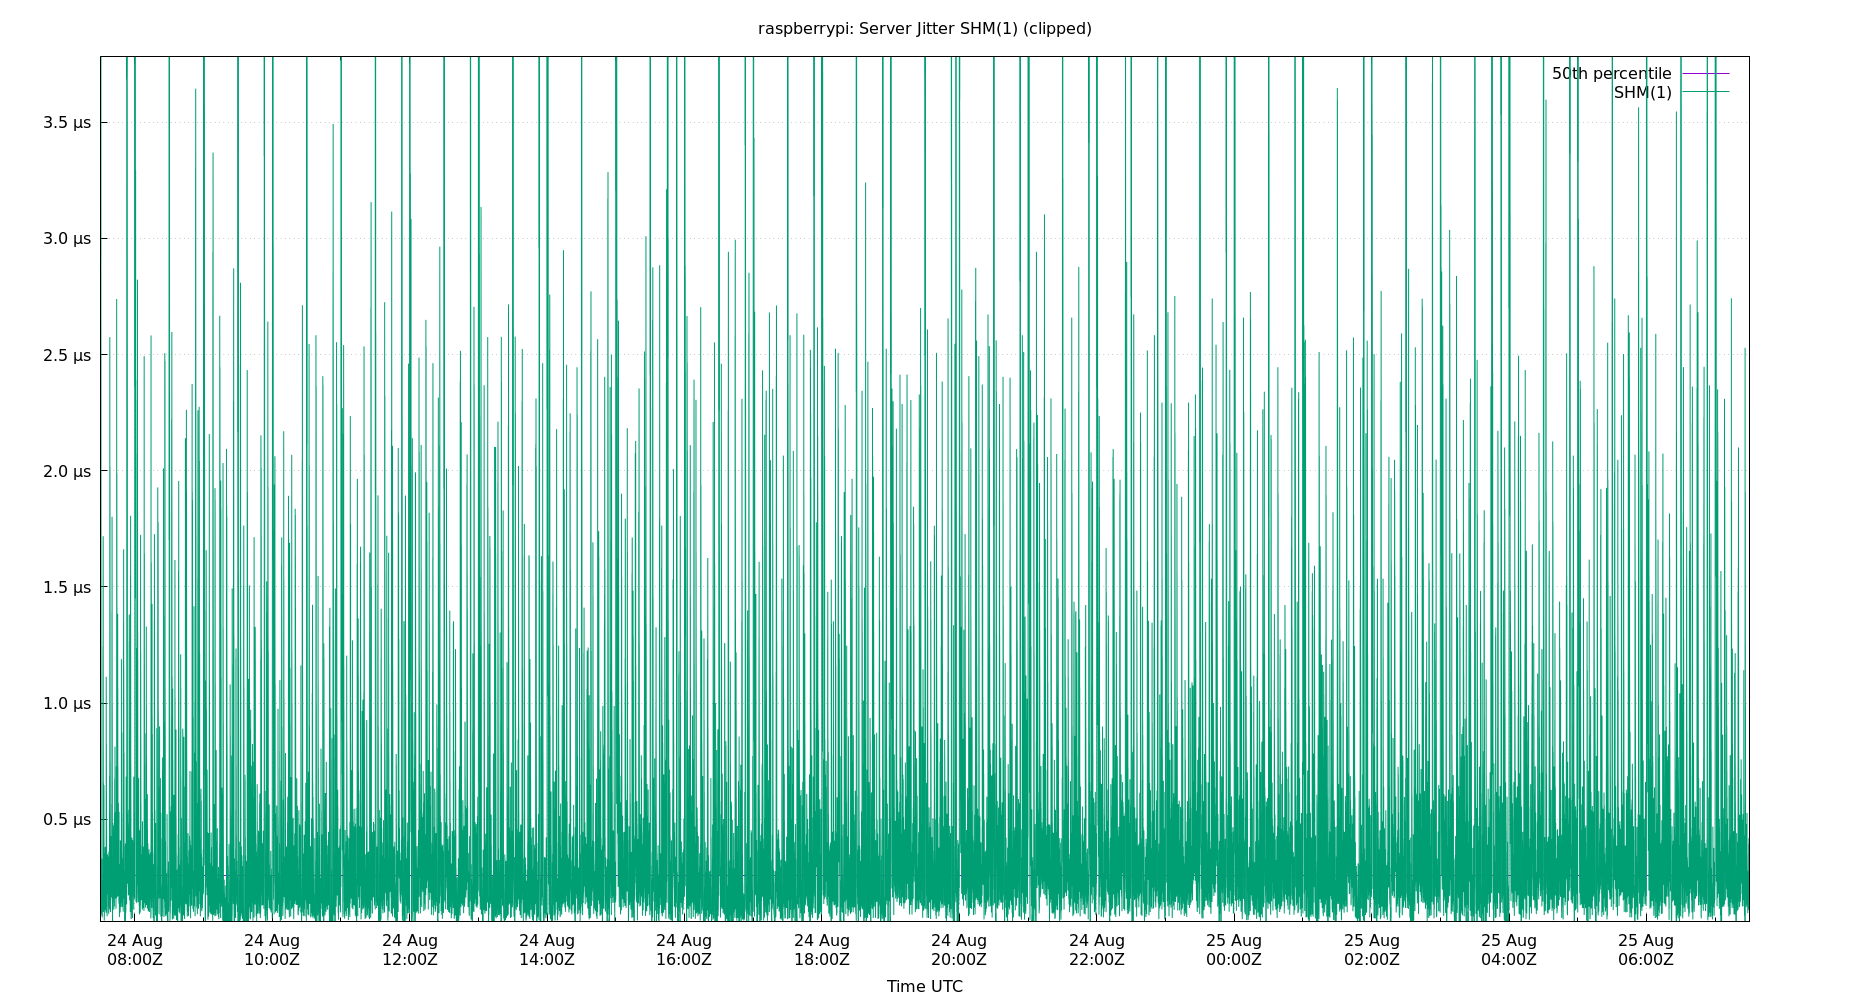 raspberrypi: Server Jitter SHM(1) (clipped)
50th percentile
SHM(1)
3.5 μs
3.0 μs
2.5 μs
2.0 μs
1.5 μs
1.0 μs
0.5 μs
24 Aug 24 Aug 24 Aug 24 Aug 24 Aug 24 Aug 24 Aug 24 Aug 25 Aug 25 Aug 25 Aug 25 Aug
08:00Z 10:00Z 12:00Z 14:00Z 16:00Z 18:00Z 20:00Z 22:00Z 00:00Z 02:00Z 04:00Z 06:00Z
Time UTC